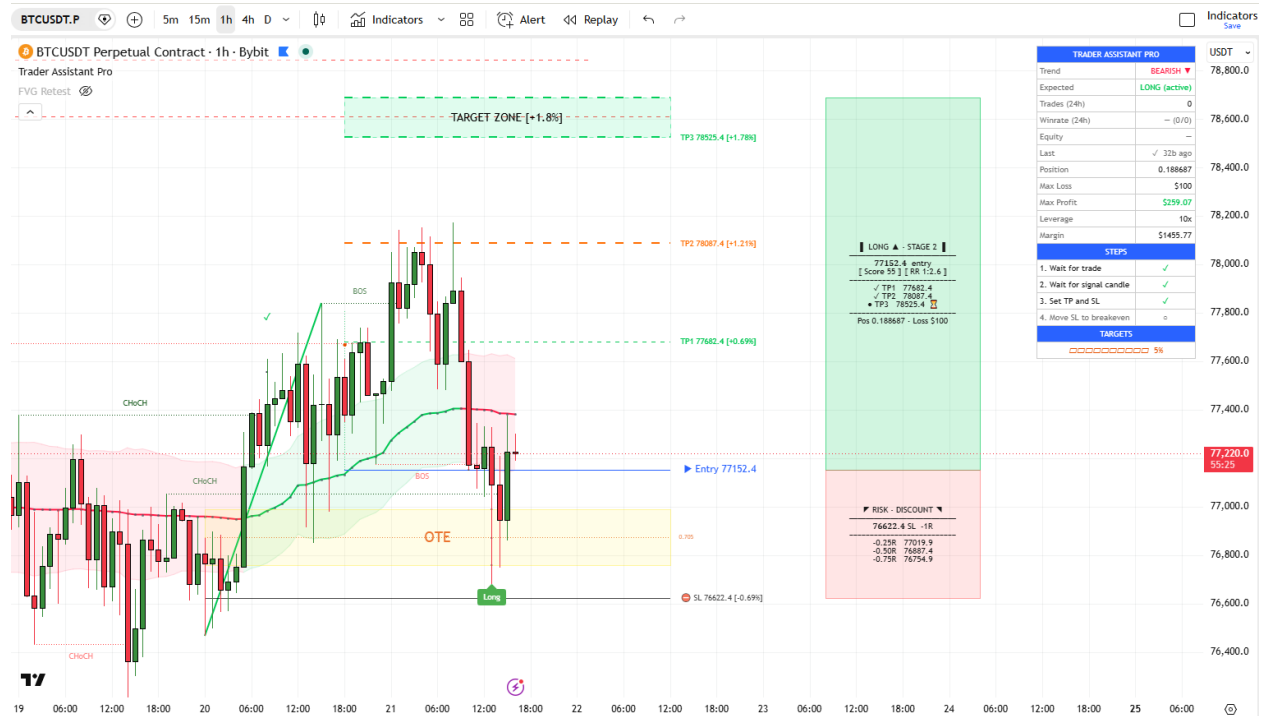 BTCUSDT.P 5m 15m 1h 4h D Indicators Alert Replay Indicators
Save
BTCUSDT Perpetual Contract · 1h · Bybit
Trader Assistant Pro
FVG Retest
USDT
78,800.0
78,600.0
78,400.0
78,200.0
78,000.0
77,800.0
77,600.0
77,400.0
77,220.0
55:25
77,000.0
76,800.0
76,600.0
76,400.0
TARGET ZONE [+1.8%]
TP3 78525.4 [+1.78%]
TP2 78087.4 [+1.21%]
BOS
TP1 77682.4 [+0.69%]
CHoCH
Entry 77152.4
BOS
CHoCH
OTE
0.705
Long
SL 76622.4 [-0.69%]
CHoCH
LONG ▲ - STAGE 2
77152.4 entry
[ Score 55 ] [ RR 1:2.6 ]
✓ TP1 77682.4
✓ TP2 78087.4
● TP3 78525.4 ⏳
Pos 0.188687 - Loss $100
◤ RISK - DISCOUNT ◥
76622.4 SL -1R
-0.25R 77019.9
-0.50R 76887.4
-0.75R 76754.9
TRADER ASSISTANT PRO
Trend BEARISH ▼
Expected LONG (active)
Trades (24h) 0
Winrate (24h) — (0/0)
Equity —
Last ✓ 32b ago
Position 0.188687
Max Loss $100
Max Profit $259.07
Leverage 10x
Margin $1455.77
STEPS
1. Wait for trade ✓
2. Wait for signal candle ✓
3. Set TP and SL ✓
4. Move SL to breakeven ○
TARGETS
▭▭▭▭▭▭▭▭▭▭ 5%
19 06:00 12:00 18:00 20 06:00 12:00 18:00 21 06:00 12:00 18:00 22 06:00 12:00 18:00 23 06:00 12:00 18:00 24 06:00 12:00 18:00 25 06:00